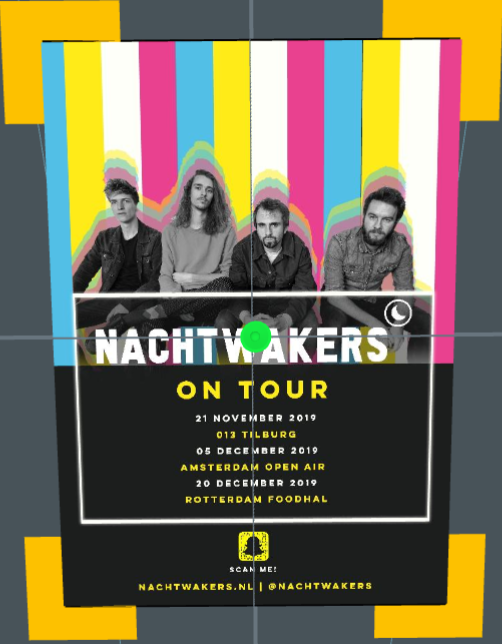 NACHTWAKERS
ON TOUR
21 NOVEMBER 2019
013 TILBURG
05 DECEMBER 2019
AMSTERDAM OPEN AIR
20 DECEMBER 2019
ROTTERDAM FOODHAL
SCAN ME!
NACHTWAKERS.NL | @NACHTWAKERS